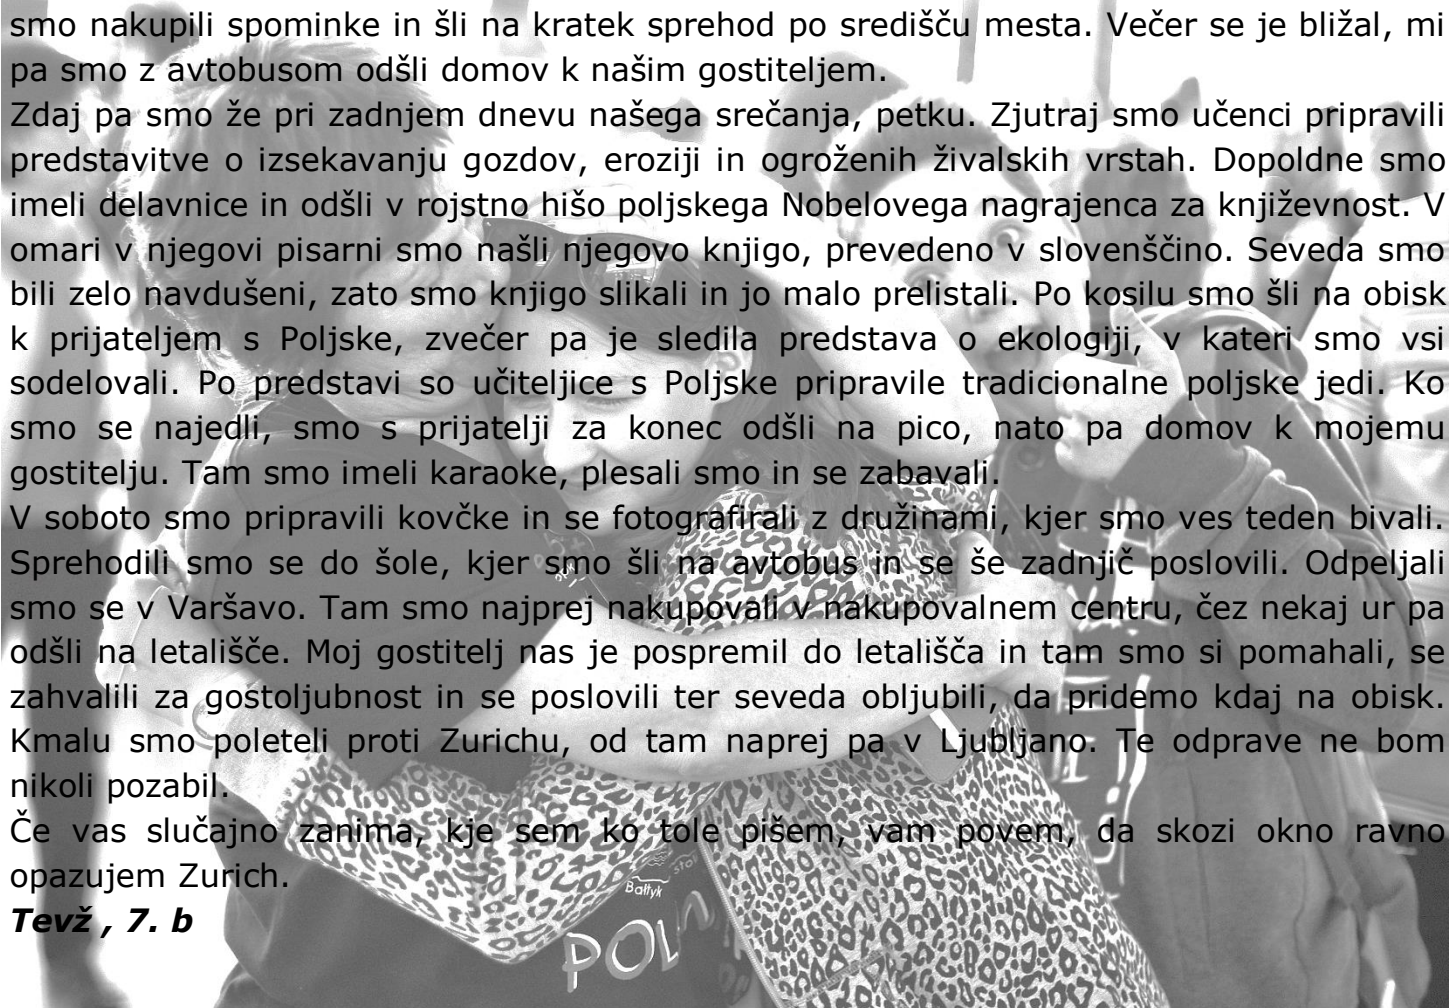 smo nakupili spominke in šli na kratek sprehod po središču mesta. Večer se je bližal, mi
pa smo z avtobusom odšli domov k našim gostiteljem.
Zdaj pa smo že pri zadnjem dnevu našega srečanja, petku. Zjutraj smo učenci pripravili
predstavitve o izsekavanju gozdov, eroziji in ogroženih živalskih vrstah. Dopoldne smo
imeli delavnice in odšli v rojstno hišo poljskega Nobelovega nagrajenca za književnost. V
omari v njegovi pisarni smo našli njegovo knjigo, prevedeno v slovenščino. Seveda smo
bili zelo navdušeni, zato smo knjigo slikali in jo malo prelistali. Po kosilu smo šli na obisk
k prijateljem s Poljske, zvečer pa je sledila predstava o ekologiji, v kateri smo vsi
sodelovali. Po predstavi so učiteljice s Poljske pripravile tradicionalne poljske jedi. Ko
smo se najedli, smo s prijatelji za konec odšli na pico, nato pa domov k mojemu
gostitelju. Tam smo imeli karaoke, plesali smo in se zabavali.
V soboto smo pripravili kovčke in se fotografirali z družinami, kjer smo ves teden bivali.
Sprehodili smo se do šole, kjer smo šli na avtobus in se še zadnjič poslovili. Odpeljali
smo se v Varšavo. Tam smo najprej nakupovali v nakupovalnem centru, čez nekaj ur pa
odšli na letališče. Moj gostitelj nas je pospremil do letališča in tam smo si pomahali, se
zahvalili za gostoljubnost in se poslovili ter seveda obljubili, da pridemo kdaj na obisk.
Kmalu smo poleteli proti Zurichu, od tam naprej pa v Ljubljano. Te odprave ne bom
nikoli pozabil.
Če vas slučajno zanima, kje sem ko tole pišem, vam povem, da skozi okno ravno
opazujem Zurich.
Bałtyk
Tevž , 7. b
POL